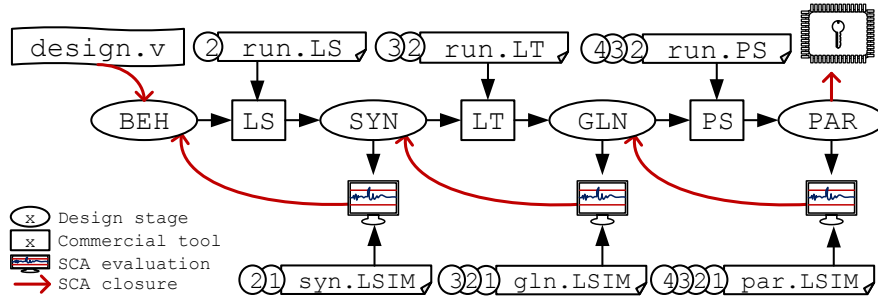 design.v
2 run.LS
32 run.LT
432 run.PS
BEH LS SYN LT GLN PS PAR
x Design stage
x Commercial tool
SCA evaluation
SCA closure
21 syn.LSIM
321 gln.LSIM
4321 par.LSIM